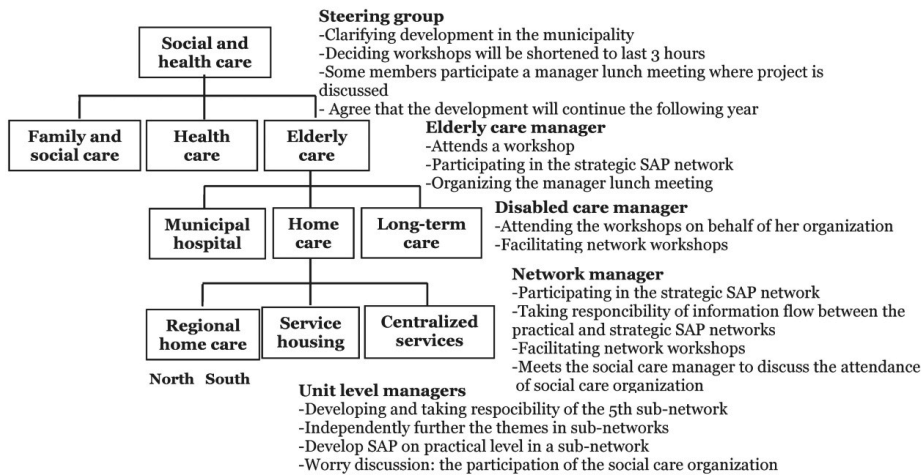 Steering group
-Clarifying development in the municipality
-Deciding workshops will be shortened to last 3 hours
-Some members participate a manager lunch meeting where project is
discussed
- Agree that the development will continue the following year
Social and
health care
Family and
social care
Health
care
Elderly
care
Elderly care manager
-Attends a workshop
-Participating in the strategic SAP network
-Organizing the manager lunch meeting
Municipal
hospital
Home
care
Long-term
care
Disabled care manager
-Attending the workshops on behalf of her organization
-Facilitating network workshops
Regional
home care
Service
housing
Centralized
services
North South
Network manager
-Participating in the strategic SAP network
-Taking responcibility of information flow between the
practical and strategic SAP networks
-Facilitating network workshops
-Meets the social care manager to discuss the attendance
of social care organization
Unit level managers
-Developing and taking respocibility of the 5th sub-network
-Independently further the themes in sub-networks
-Develop SAP on practical level in a sub-network
-Worry discussion: the participation of the social care organization